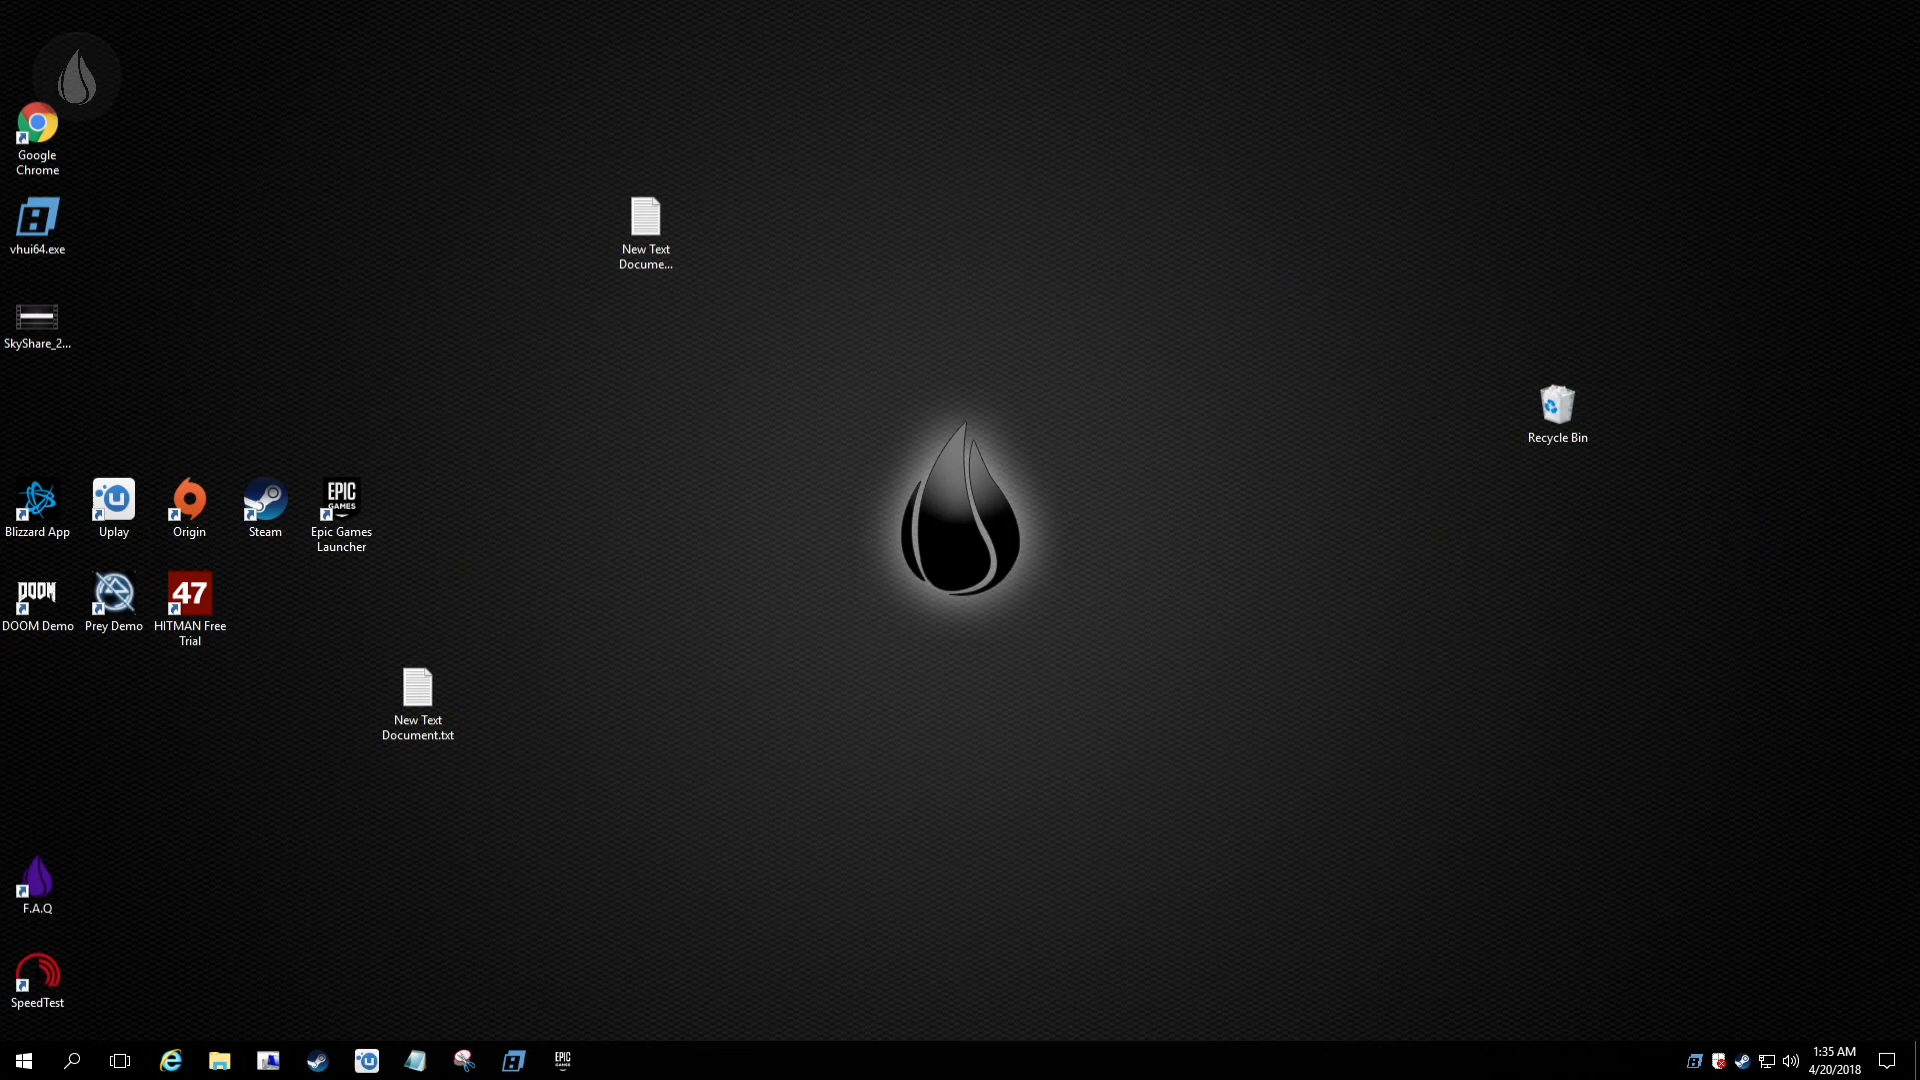 Google
Chrome
vhui64.exe
New Text
Docume...
SkyShare_2...
Recycle Bin
Blizzard App
Uplay
Origin
EPIC
GAMES
Steam
Epic Games
Launcher
DOOM
47
DOOM Demo
Prey Demo
HITMAN Free
Trial
New Text
Document.txt
F.A.Q
SpeedTest
EPIC
GAMES
1:35 AM
4/20/2018